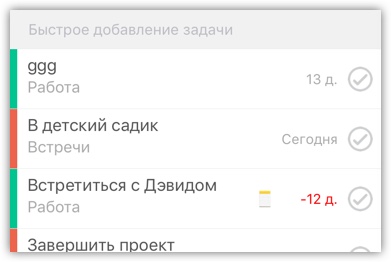 Быстрое добавление задачи
ggg
13 д.
Работа
В детский садик
Сегодня
Встречи
Встретиться с Дэвидом
-12 д.
Работа
Завершить проект